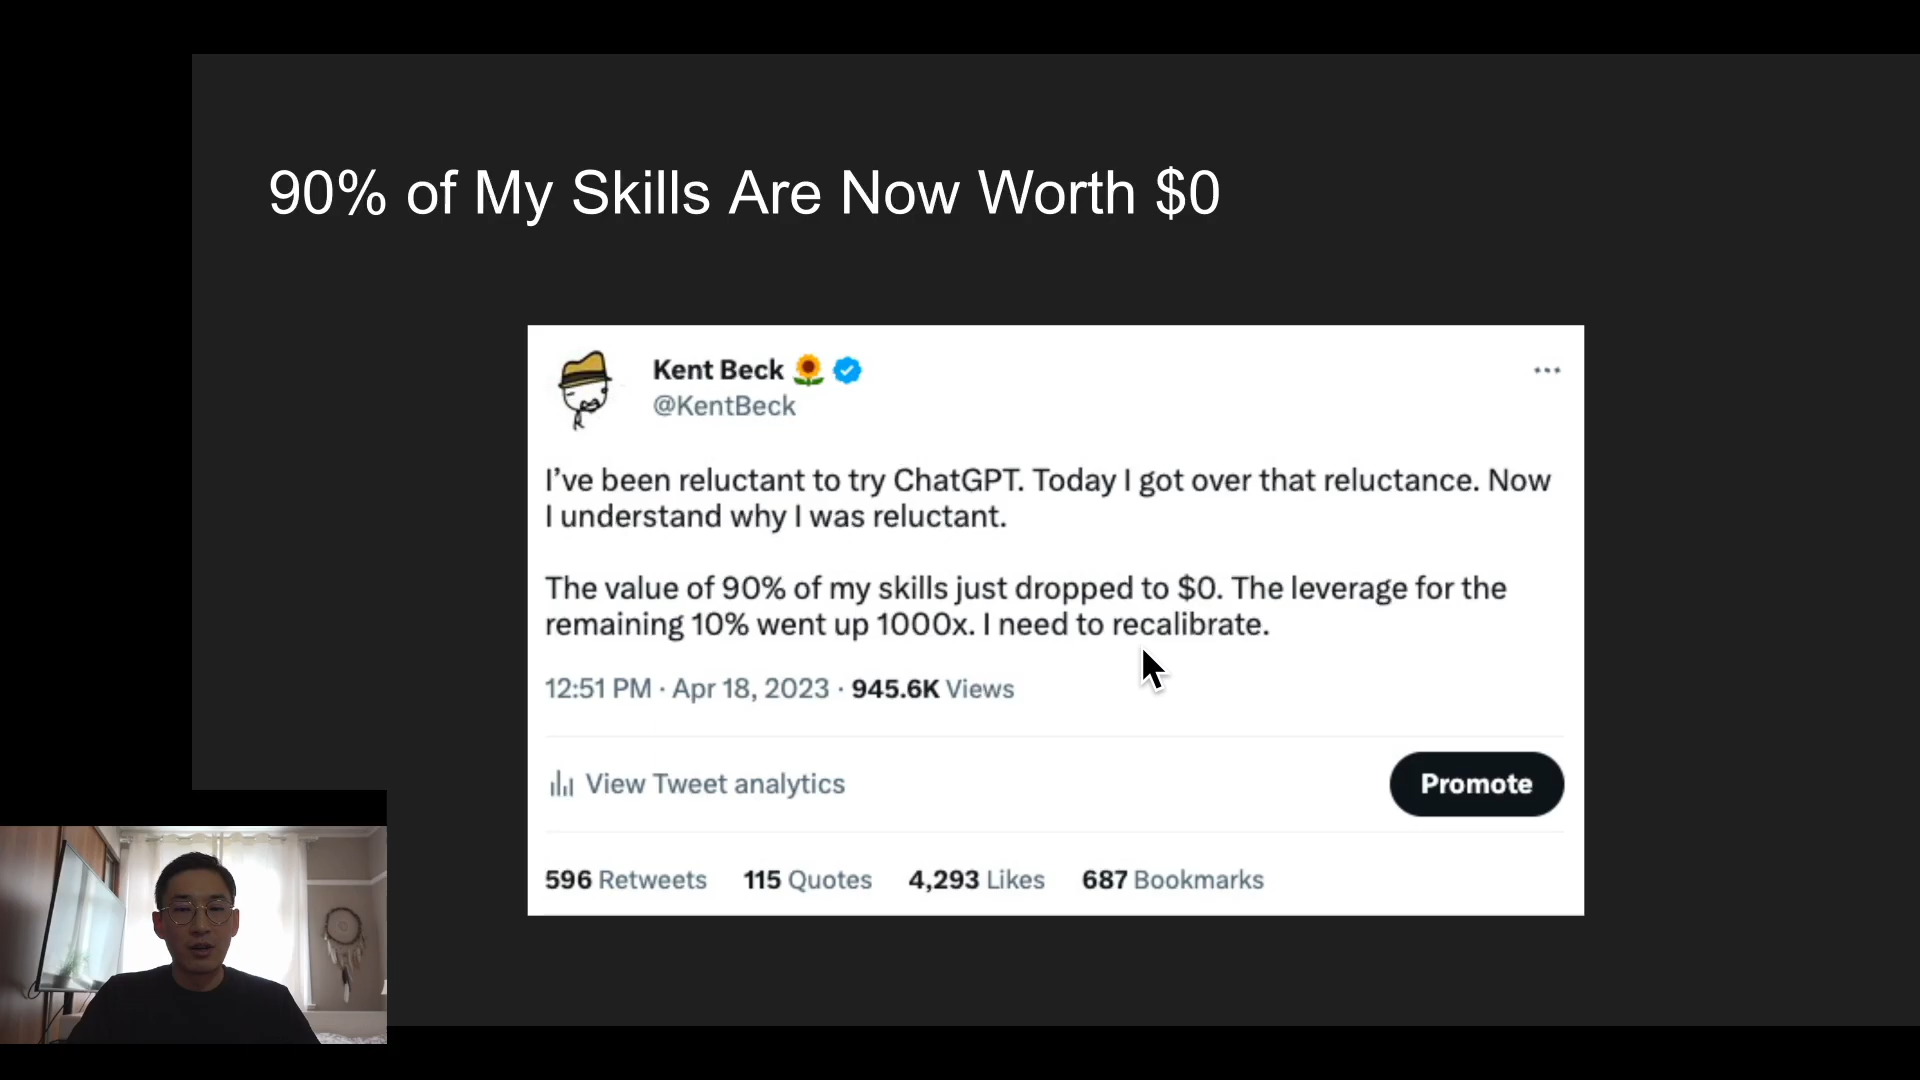 90% of My Skills Are Now Worth $0
Kent Beck 🌻
@KentBeck
I’ve been reluctant to try ChatGPT. Today I got over that reluctance. Now
I understand why I was reluctant.
The value of 90% of my skills just dropped to $0. The leverage for the
remaining 10% went up 1000x. I need to recalibrate.
12:51 PM · Apr 18, 2023 · 945.6K Views
View Tweet analytics
Promote
596 Retweets 115 Quotes 4,293 Likes 687 Bookmarks